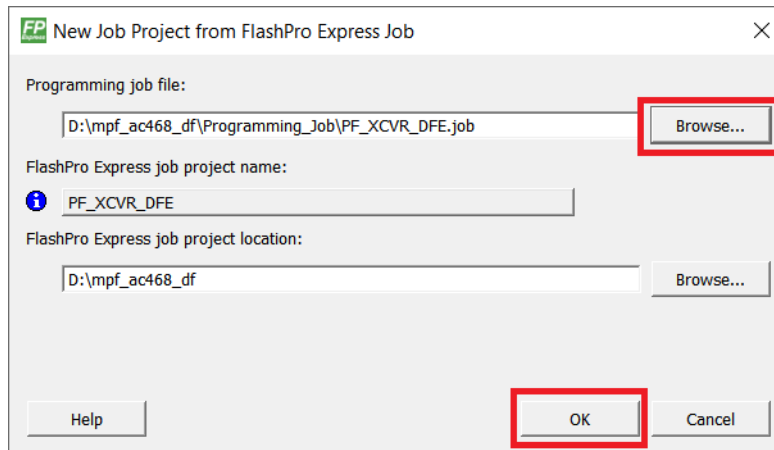 FP
Express
New Job Project from FlashPro Express Job
Programming job file:
D:\mpf_ac468_df\Programming_Job\PF_XCVR_DFE.job
Browse...
FlashPro Express job project name:
PF_XCVR_DFE
FlashPro Express job project location:
D:\mpf_ac468_df
Browse...
Help
OK
Cancel